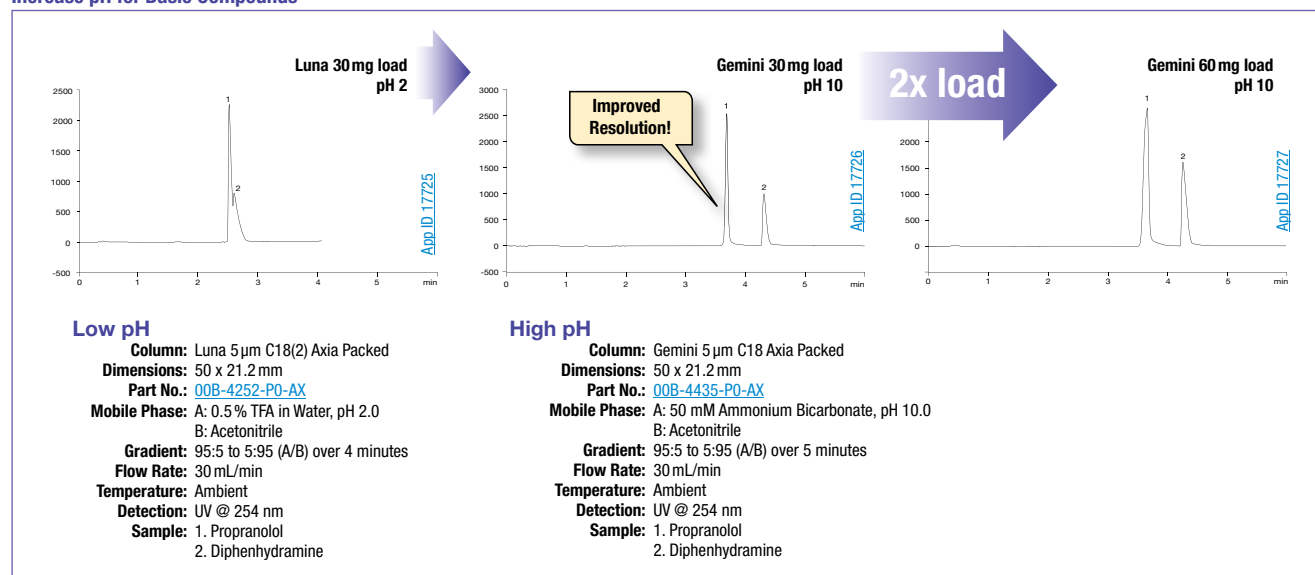 Increase pH for Basic Compounds
Luna 30 mg load
pH 2
2500
2000
1500
1000
500
0
-500
0 1 2 3 4 5 min
1
2
App ID 17725
Gemini 30 mg load
pH 10
3000
2500
2000
1500
1000
500
0
-500
0 1 2 3 4 5 min
Improved
Resolution!
1
2
App ID 17726
2x load
Gemini 60 mg load
pH 10
2000
1500
1000
500
0
0 1 2 3 4 5 min
1
2
App ID 17727
Low pH
Column: Luna 5 µm C18(2) Axia Packed
Dimensions: 50 x 21.2 mm
Part No.: 00B-4252-P0-AX
Mobile Phase: A: 0.5 % TFA in Water, pH 2.0
B: Acetonitrile
Gradient: 95:5 to 5:95 (A/B) over 4 minutes
Flow Rate: 30 mL/min
Temperature: Ambient
Detection: UV @ 254 nm
Sample: 1. Propranolol
2. Diphenhydramine
High pH
Column: Gemini 5 µm C18 Axia Packed
Dimensions: 50 x 21.2 mm
Part No.: 00B-4435-P0-AX
Mobile Phase: A: 50 mM Ammonium Bicarbonate, pH 10.0
B: Acetonitrile
Gradient: 95:5 to 5:95 (A/B) over 5 minutes
Flow Rate: 30 mL/min
Temperature: Ambient
Detection: UV @ 254 nm
Sample: 1. Propranolol
2. Diphenhydramine